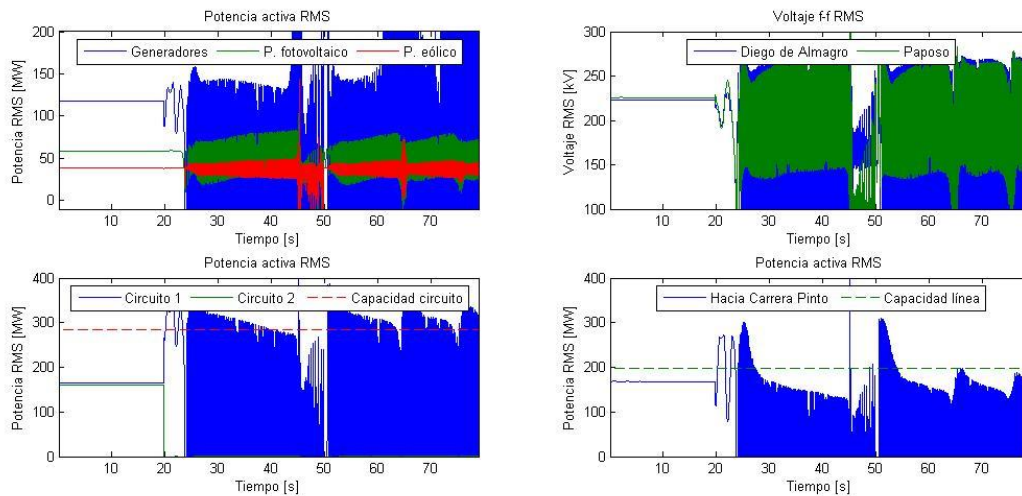 Potencia activa RMS
Generadores P. fotovoltaico P. eólico
Potencia RMS [MW]
200
150
100
50
0
10 20 30 40 50 60 70
Tiempo [s]
Voltaje f-f RMS
Diego de Almagro Paposo
Voltaje RMS [kV]
300
250
200
150
100
10 20 30 40 50 60 70
Tiempo [s]
Potencia activa RMS
Circuito 1 Circuito 2 Capacidad circuito
Potencia RMS [MW]
400
300
200
100
0
10 20 30 40 50 60 70
Tiempo [s]
Potencia activa RMS
Hacia Carrera Pinto Capacidad línea
Potencia RMS [MW]
400
300
200
100
0
10 20 30 40 50 60 70
Tiempo [s]